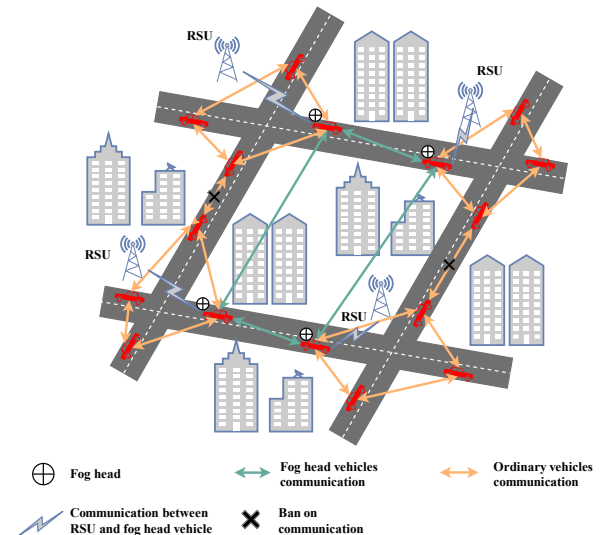 RSU
RSU
RSU
RSU
Fog head
Fog head vehicles
communication
Ordinary vehicles
communication
Communication between
RSU and fog head vehicle
Ban on
communication